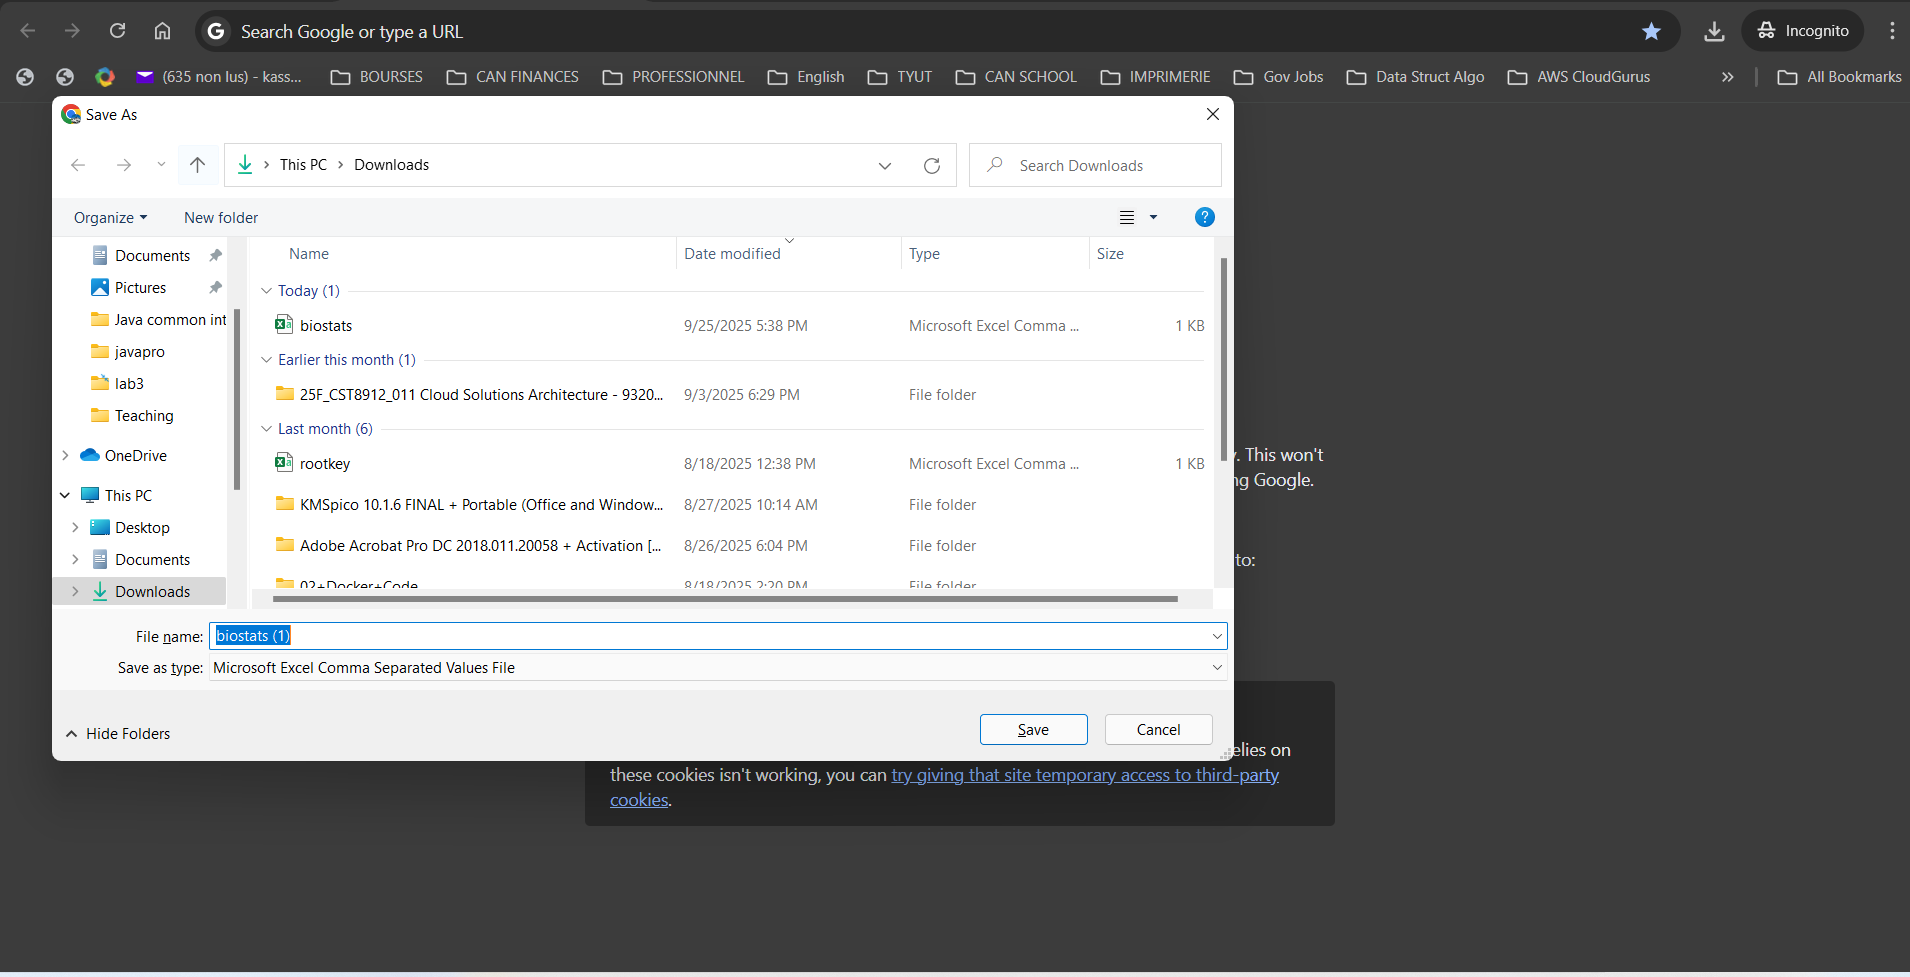 Search Google or type a URL
Incognito
(635 non lus) - kass...
BOURSES
CAN FINANCES
PROFESSIONNEL
English
TYUT
CAN SCHOOL
IMPRIMERIE
Gov Jobs
Data Struct Algo
AWS CloudGurus
»
All Bookmarks
Save As
This PC > Downloads
Search Downloads
Organize
New folder
Documents
Pictures
Java common int
javapro
lab3
Teaching
OneDrive
This PC
Desktop
Documents
Downloads
Name Date modified Type Size
Today (1)
biostats 9/25/2025 5:38 PM Microsoft Excel Comma ... 1 KB
Earlier this month (1)
25F_CST8912_011 Cloud Solutions Architecture - 9320... 9/3/2025 6:29 PM File folder
Last month (6)
rootkey 8/18/2025 12:38 PM Microsoft Excel Comma ... 1 KB
KMSpico 10.1.6 FINAL + Portable (Office and Window... 8/27/2025 10:14 AM File folder
Adobe Acrobat Pro DC 2018.011.20058 + Activation [... 8/26/2025 6:04 PM File folder
02+Docker+Code 8/18/2025 2:20 PM File folder
File name: biostats (1)
Save as type: Microsoft Excel Comma Separated Values File
Hide Folders
Save
Cancel
. This won't
ng Google.
to:
elies on
these cookies isn't working, you can try giving that site temporary access to third-party
cookies.